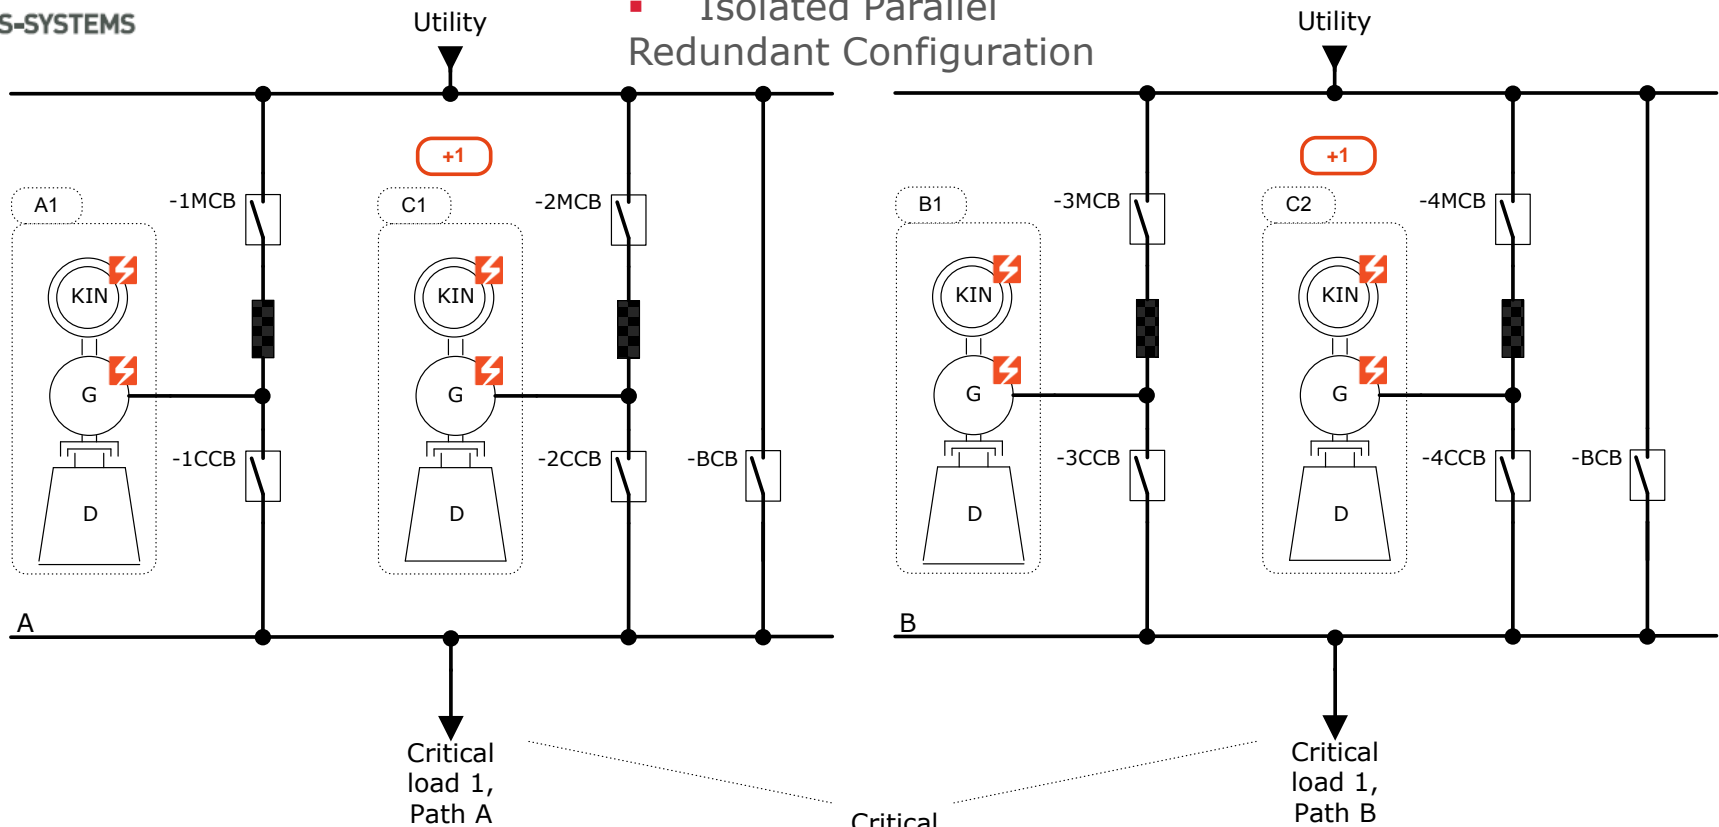 S-SYSTEMS
Isolated Parallel
Redundant Configuration
Utility
Utility
+1
+1
A1
-1MCB
C1
-2MCB
B1
-3MCB
C2
-4MCB
KIN
KIN
KIN
KIN
G
G
G
G
-1CCB
-2CCB
-BCB
-3CCB
-4CCB
-BCB
D
D
D
D
A
B
Critical
load 1,
Path A
Critical
load 1,
Path B
Critical